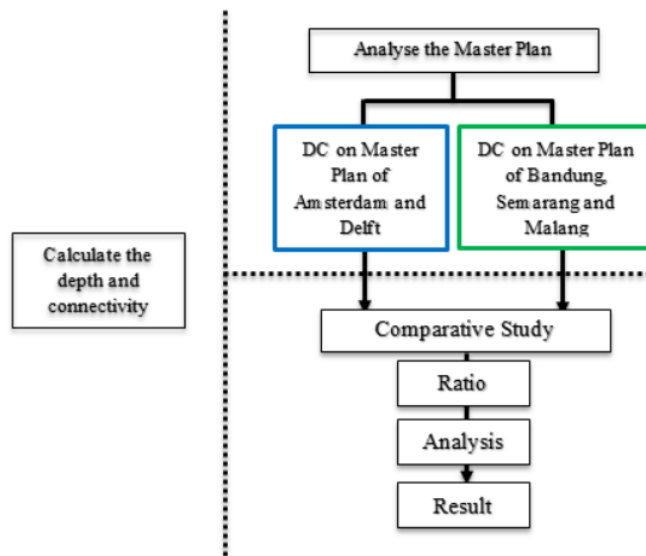 Analyse the Master Plan
DC on Master
Plan of
Amsterdam and
Delft
DC on Master Plan
of Bandung,
Semarang and
Malang
Calculate the
depth and
connectivity
Comparative Study
Ratio
Analysis
Result